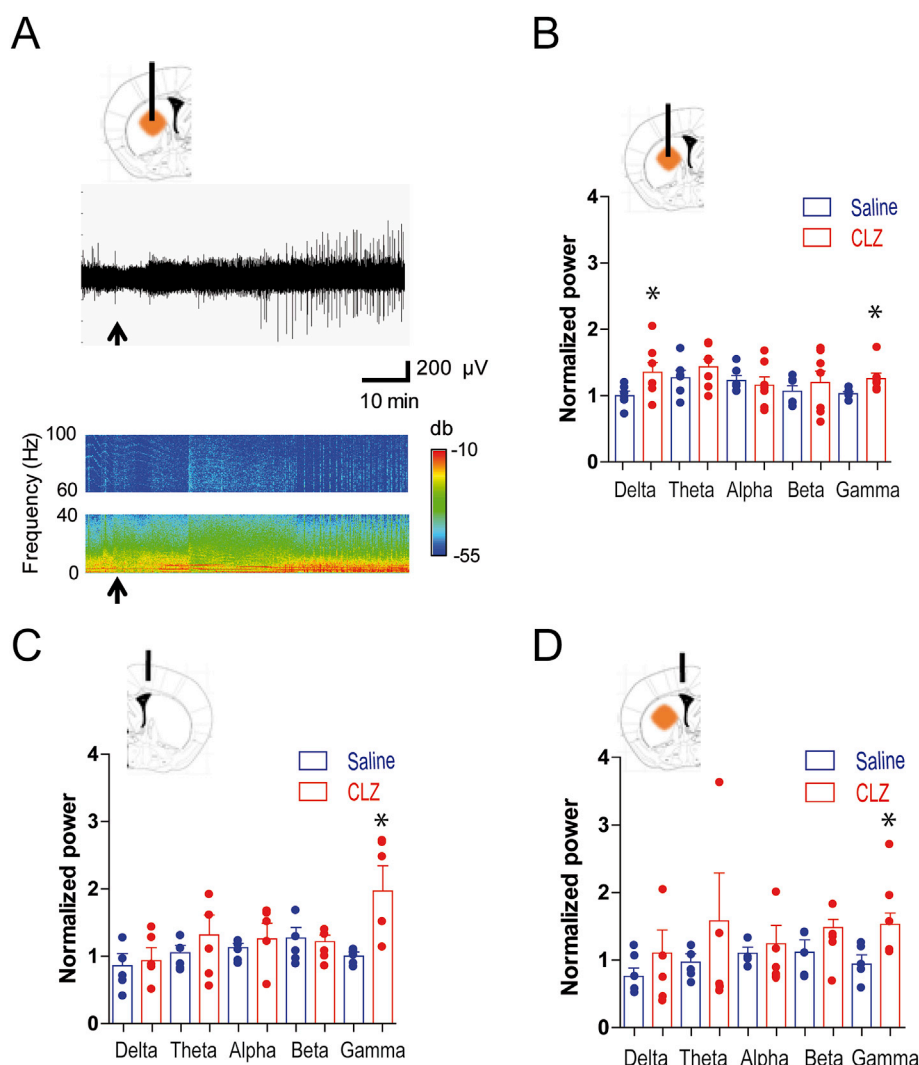 A
200 µV
10 min
db
Frequency (Hz)
100
60
40
0
-10
-55
B
Normalized power
4
3
2
1
0
Saline
CLZ
*
*
Delta Theta Alpha Beta Gamma
C
Normalized power
4
3
2
1
0
Saline
CLZ
*
Delta Theta Alpha Beta Gamma
D
Normalized power
4
3
2
1
0
Saline
CLZ
*
Delta Theta Alpha Beta Gamma